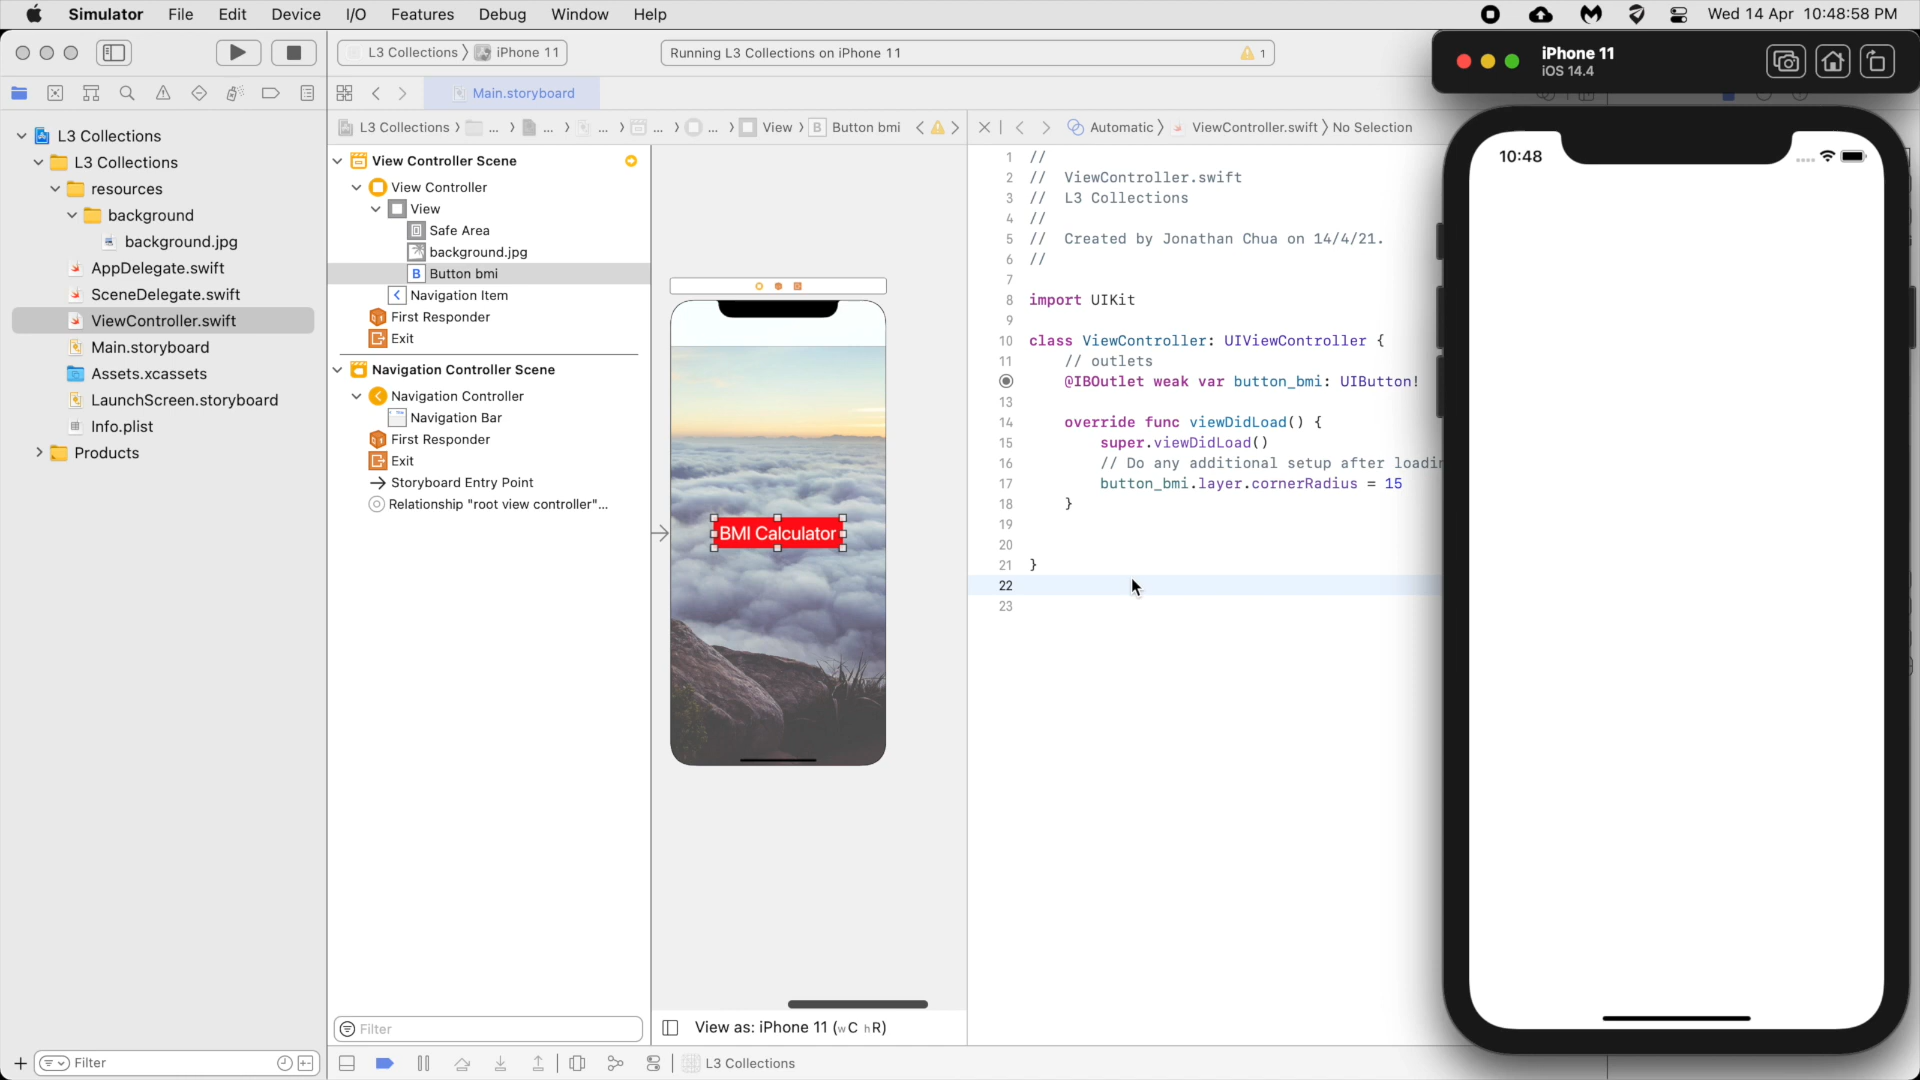 Simulator File Edit Device I/O Features Debug Window Help Wed 14 Apr 10:48:58 PM
L3 Collections iPhone 11 Running L3 Collections on iPhone 11 1
iPhone 11
iOS 14.4
Main.storyboard
L3 Collections ... ... ... ... ... View B Button bmi
Automatic ViewController.swift No Selection
L3 Collections
L3 Collections
resources
background
background.jpg
AppDelegate.swift
SceneDelegate.swift
ViewController.swift
Main.storyboard
Assets.xcassets
LaunchScreen.storyboard
Info.plist
Products
Filter
View Controller Scene
View Controller
View
Safe Area
background.jpg
B Button bmi
Navigation Item
First Responder
Exit
Navigation Controller Scene
Navigation Controller
Navigation Bar
First Responder
Exit
Storyboard Entry Point
Relationship "root view controller"...
Filter
BMI Calculator
View as: iPhone 11 (wC hR)
L3 Collections
1 //
2 // ViewController.swift
3 // L3 Collections
4 //
5 // Created by Jonathan Chua on 14/4/21.
6 //
7
8 import UIKit
9
10 class ViewController: UIViewController {
11 // outlets
@IBOutlet weak var button_bmi: UIButton!
13
14 override func viewDidLoad() {
15 super.viewDidLoad()
16 // Do any additional setup after loadin
17 button_bmi.layer.cornerRadius = 15
18 }
19
20
21 }
22
23
10:48